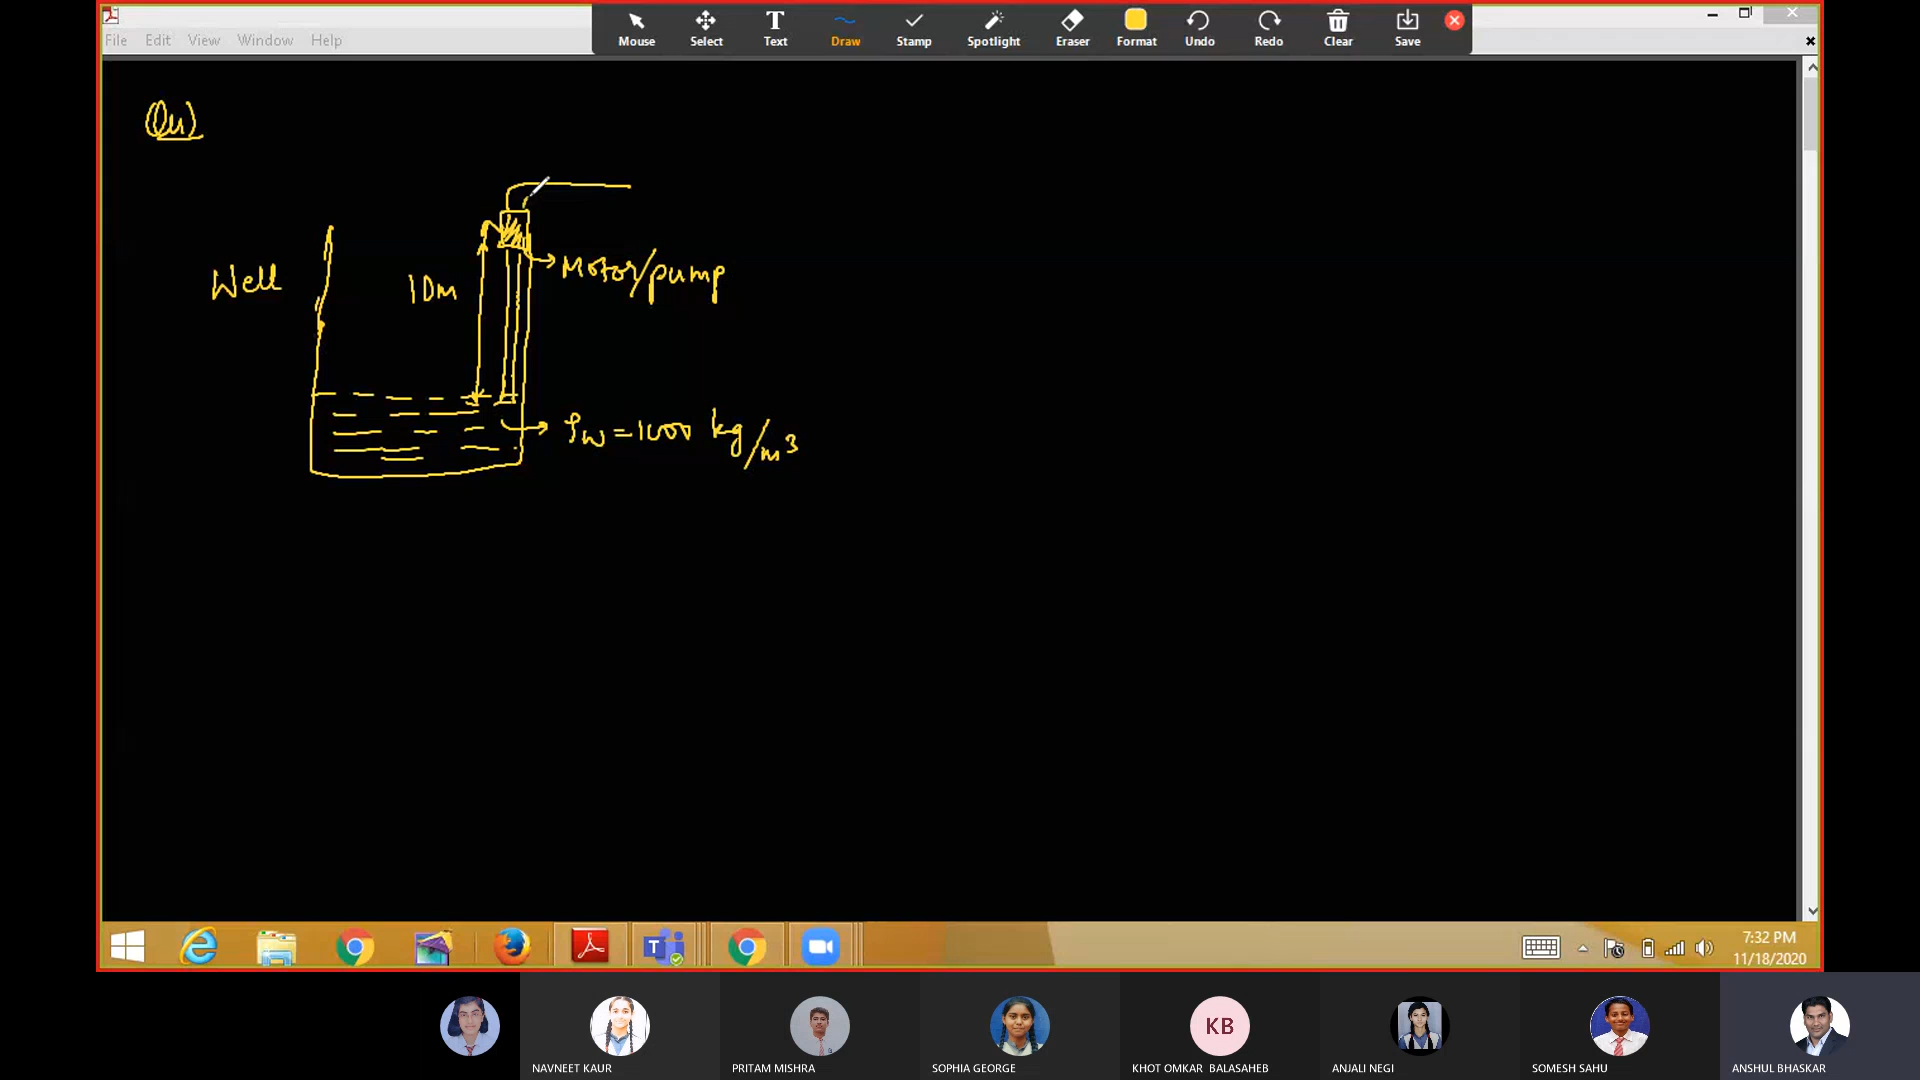 File Edit View Window Help
Mouse Select Text Draw Stamp Spotlight Eraser Format Undo Redo Clear Save
Qu)
Well
10m
Motor/pump
ρw = 1000 kg/m³
7:32 PM
11/18/2020
KB
NAVNEET KAUR
PRITAM MISHRA
SOPHIA GEORGE
KHOT OMKAR BALASAHEB
ANJALI NEGI
SOMESH SAHU
ANSHUL BHASKAR